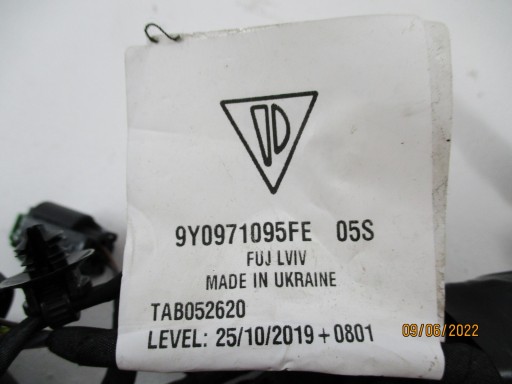 9Y0971095FE 05S
FUJ LVIV
MADE IN UKRAINE
TAB052620
LEVEL: 25/10/2019 + 0801
09/06/2022